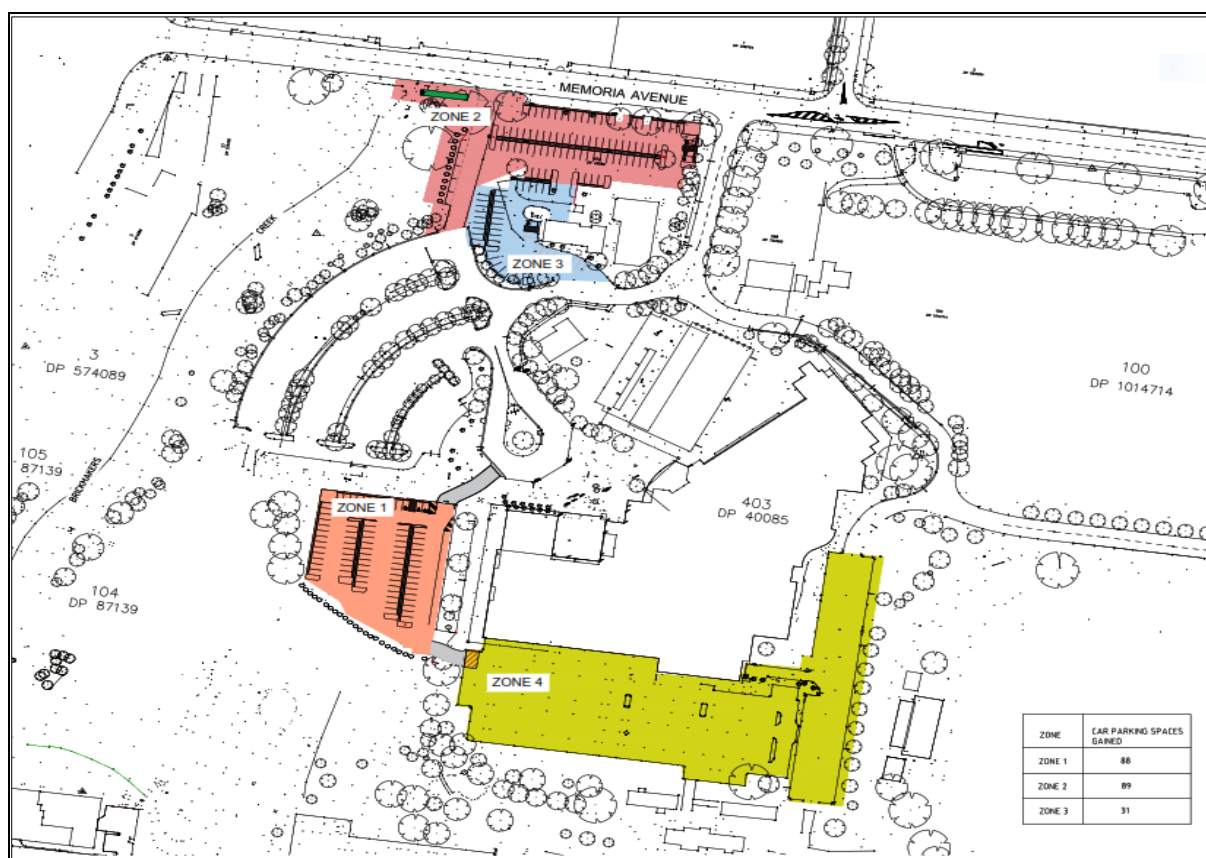 MEMORIA AVENUE
ZONE 2
ZONE 3
CREEK
3
DP 574089
100
DP 1014714
105
87139
BRICKMAKERS
ZONE 1
403
DP 40085
104
DP 87139
ZONE 4
ZONE CAR PARKING SPACES GAINED
ZONE 1 88
ZONE 2 89
ZONE 3 31